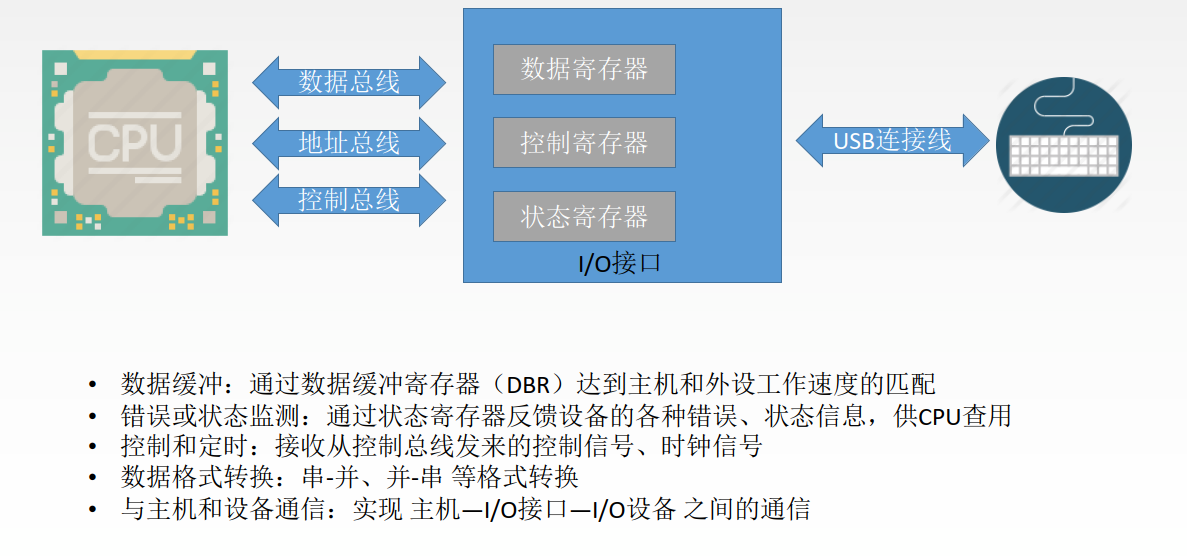 CPU
数据总线
地址总线
控制总线
数据寄存器
控制寄存器
状态寄存器
I/O接口
USB连接线
• 数据缓冲：通过数据缓冲寄存器（DBR）达到主机和外设工作速度的匹配
• 错误或状态监测：通过状态寄存器反馈设备的各种错误、状态信息，供CPU查用
• 控制和定时：接收从控制总线发来的控制信号、时钟信号
• 数据格式转换：串-并、并-串 等格式转换
• 与主机和设备通信：实现 主机—I/O接口—I/O设备 之间的通信